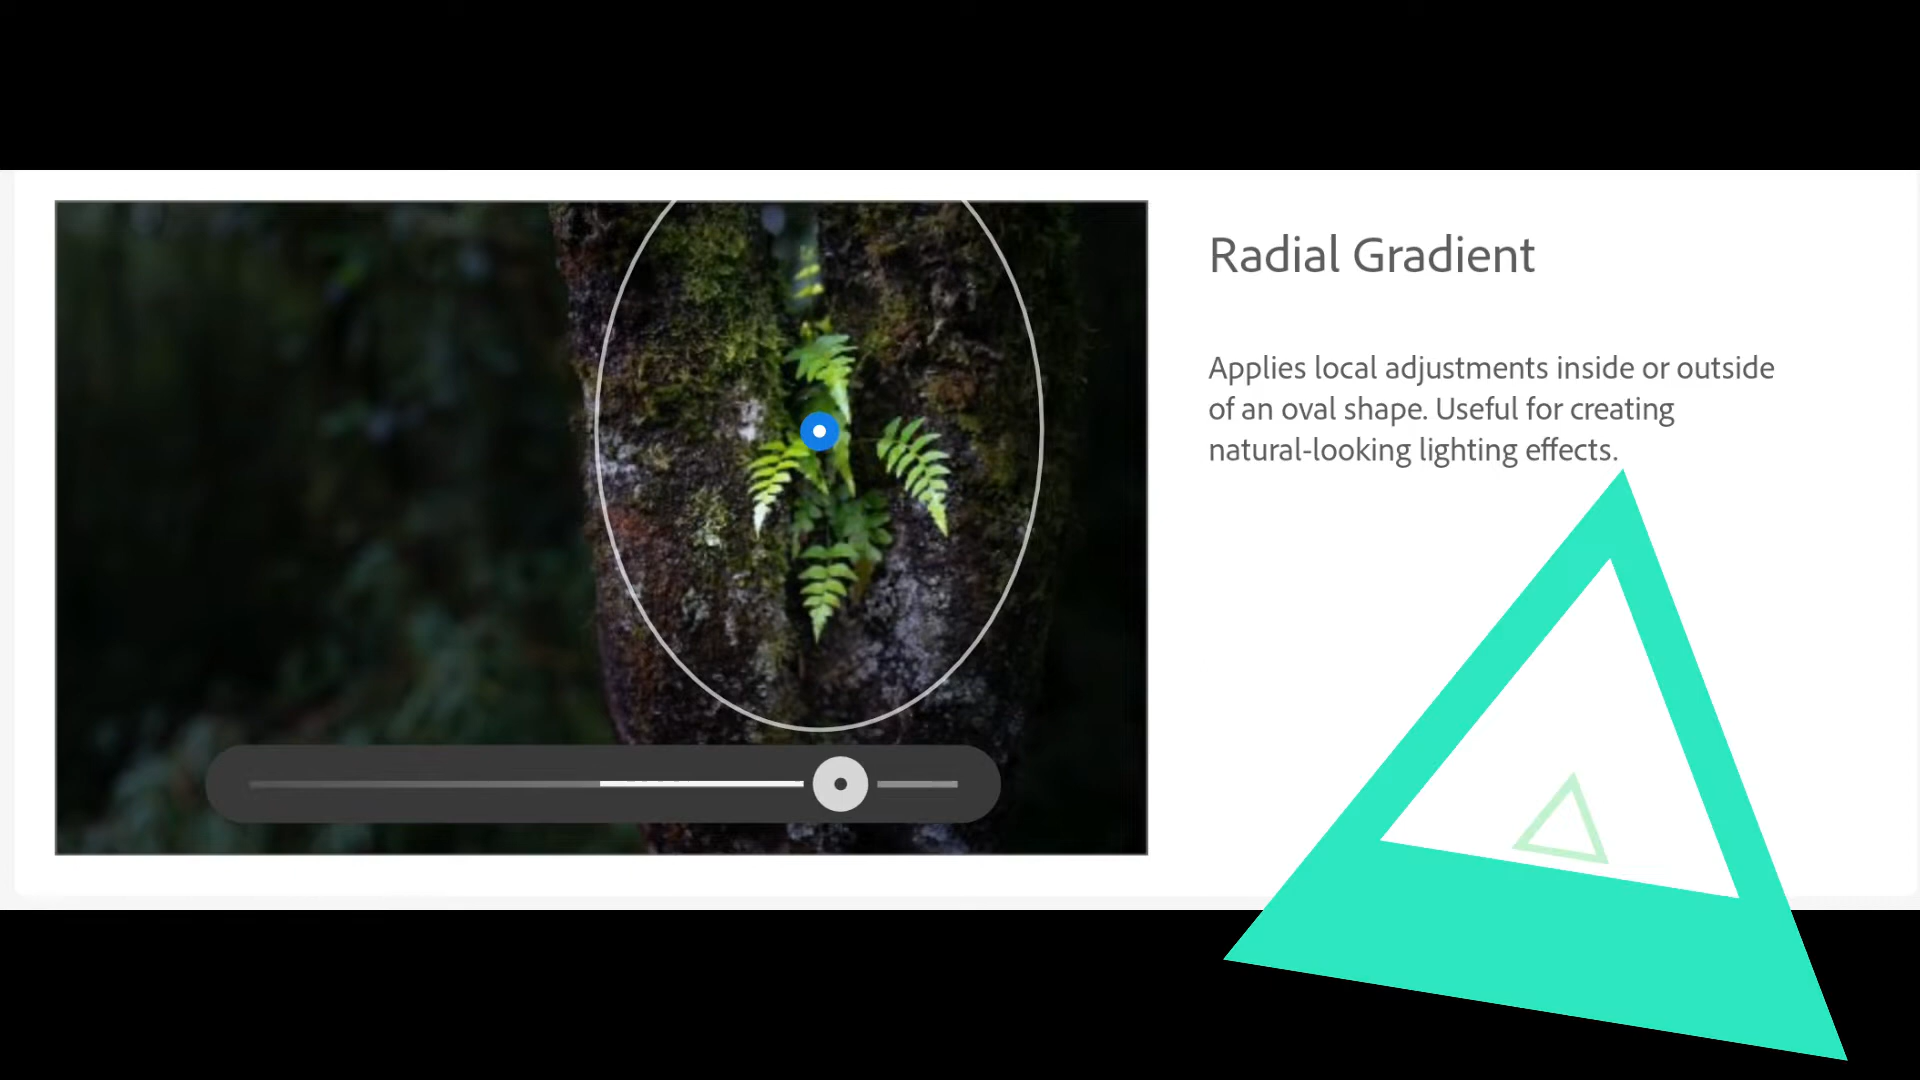 Radial Gradient
Applies local adjustments inside or outside
of an oval shape. Useful for creating
natural-looking lighting effects.